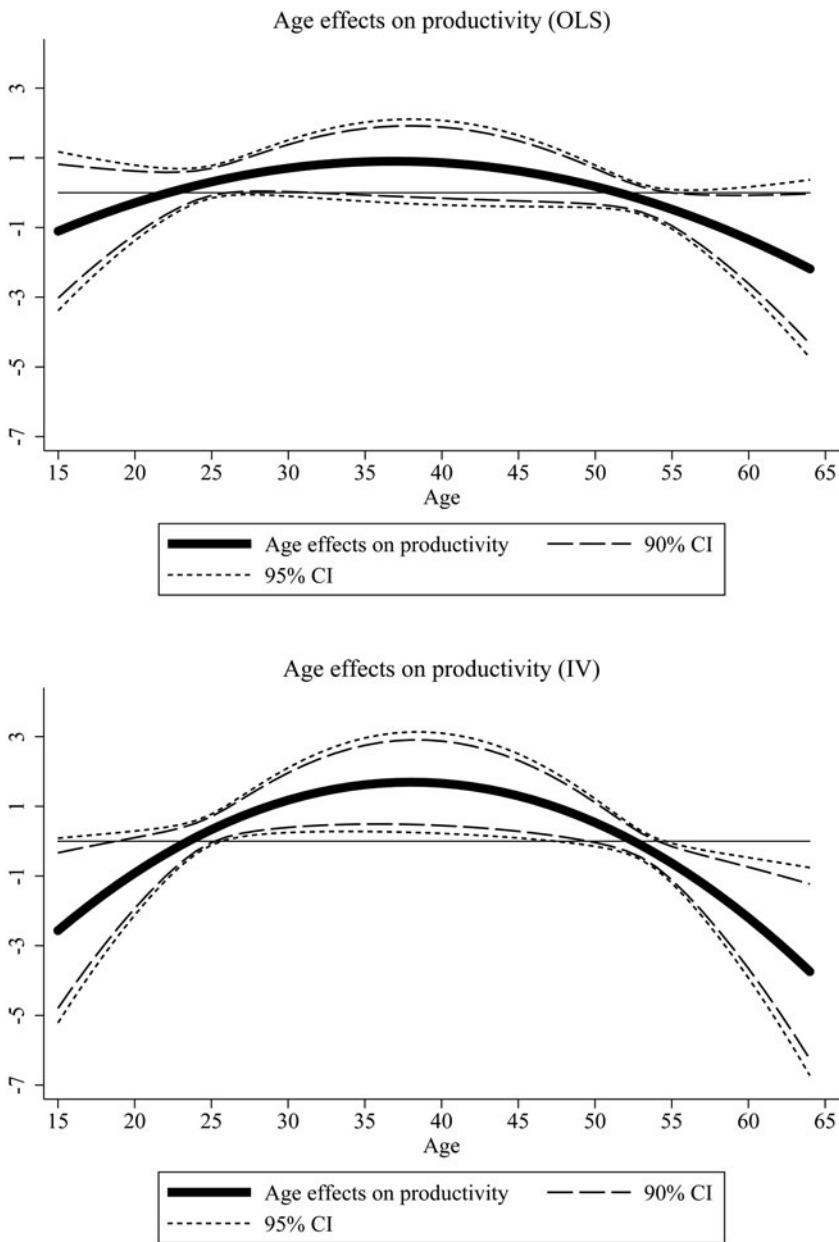 Age effects on productivity (OLS)
3
1
-1
-3
-5
-7
15 20 25 30 35 40 45 50 55 60 65
Age
Age effects on productivity 90% CI
95% CI
Age effects on productivity (IV)
3
1
-1
-3
-5
-7
15 20 25 30 35 40 45 50 55 60 65
Age
Age effects on productivity 90% CI
95% CI